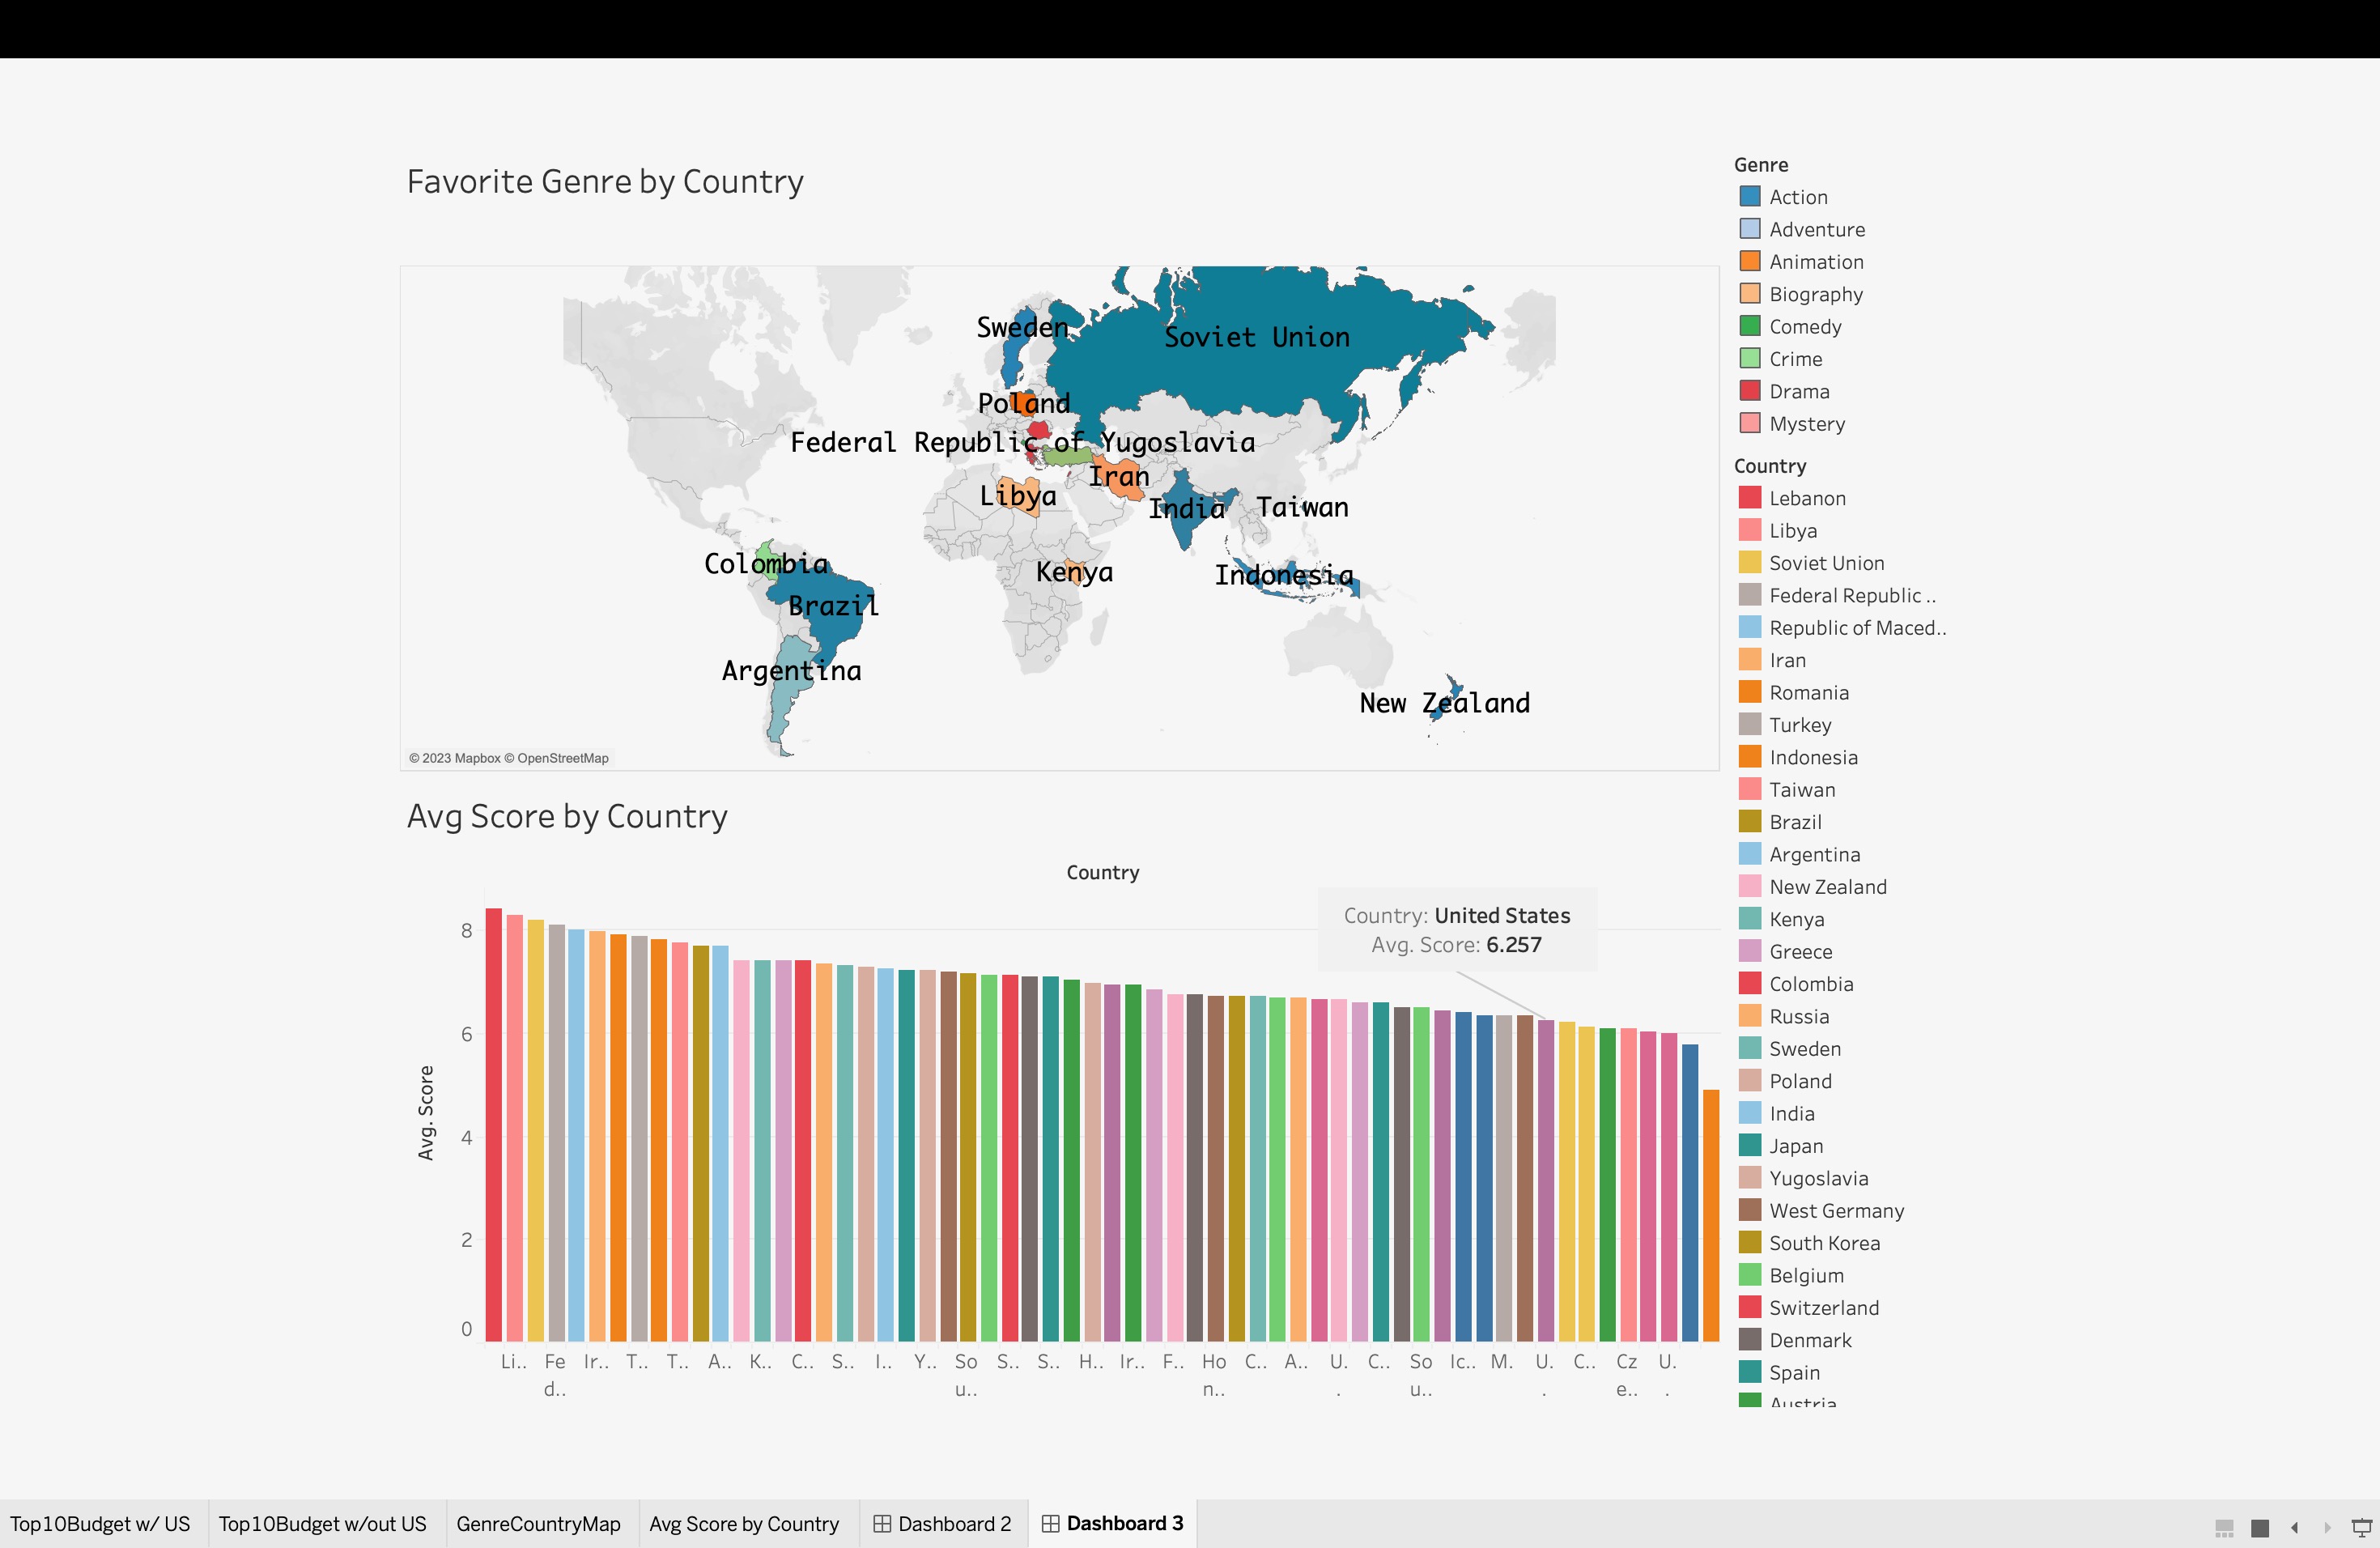 Favorite Genre by Country
Sweden
Soviet Union
Poland
Federal Republic of Yugoslavia
Iran
Libya
India
Taiwan
Colombia
Kenya
Indonesia
Brazil
Argentina
New Zealand
© 2023 Mapbox © OpenStreetMap
Genre
Action
Adventure
Animation
Biography
Comedy
Crime
Drama
Mystery
Country
Lebanon
Libya
Soviet Union
Federal Republic ..
Republic of Maced..
Iran
Romania
Turkey
Indonesia
Taiwan
Brazil
Argentina
New Zealand
Kenya
Greece
Colombia
Russia
Sweden
Poland
India
Japan
Yugoslavia
West Germany
South Korea
Belgium
Switzerland
Denmark
Spain
Austria
Avg Score by Country
Country
Country: United States
Avg. Score: 6.257
Avg. Score
8
6
4
2
0
Li.. Fe Ir.. T.. T.. A.. K.. C.. S.. I.. Y.. So S.. S.. H.. Ir.. F.. Ho C.. A.. U. C.. So Ic.. M. U. C.. Cz U.
d.. u.. n.. . u.. . e.. .
Top10Budget w/ US Top10Budget w/out US GenreCountryMap Avg Score by Country Dashboard 2 Dashboard 3